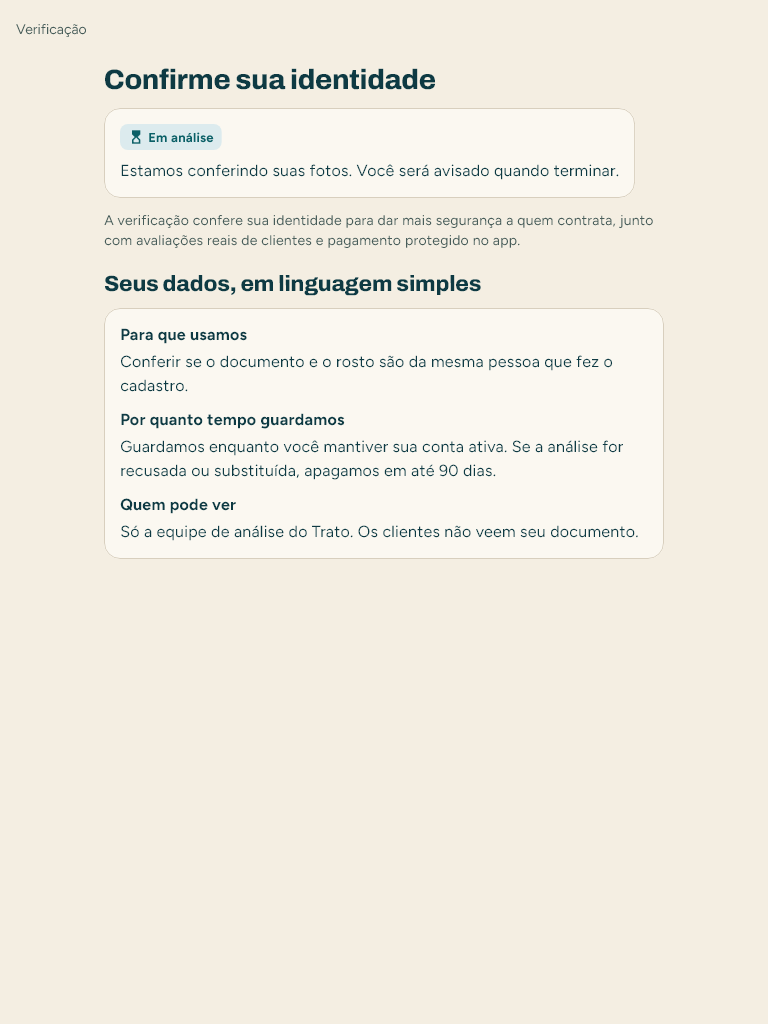 Verificação
Confirme sua identidade
Em análise
Estamos conferindo suas fotos. Você será avisado quando terminar.
A verificação confere sua identidade para dar mais segurança a quem contrata, junto
com avaliações reais de clientes e pagamento protegido no app.
Seus dados, em linguagem simples
Para que usamos
Conferir se o documento e o rosto são da mesma pessoa que fez o
cadastro.
Por quanto tempo guardamos
Guardamos enquanto você mantiver sua conta ativa. Se a análise for
recusada ou substituída, apagamos em até 90 dias.
Quem pode ver
Só a equipe de análise do Trato. Os clientes não veem seu documento.